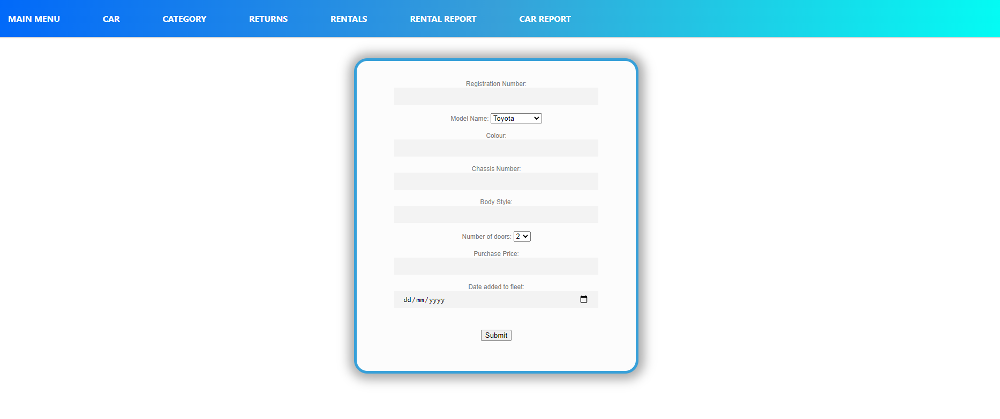 MAIN MENU CAR CATEGORY RETURNS RENTALS RENTAL REPORT CAR REPORT
Registration Number:
Model Name: Toyota
Colour:
Chassis Number:
Body Style:
Number of doors: 2
Purchase Price:
Date added to fleet:
dd/mm/yyyy
Submit